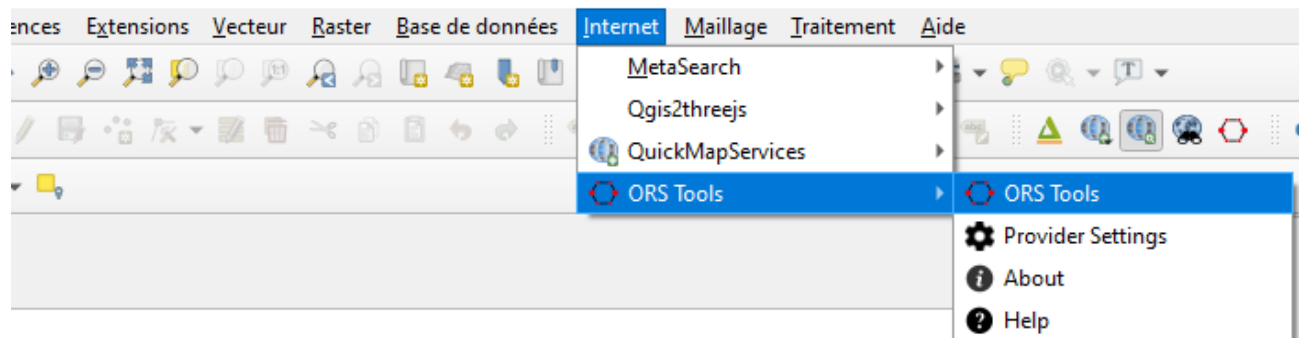 ences Extensions Vecteur Raster Base de données Internet Maillage Traitement Aide
MetaSearch
Qgis2threejs
QuickMapServices
ORS Tools
ORS Tools
Provider Settings
About
Help